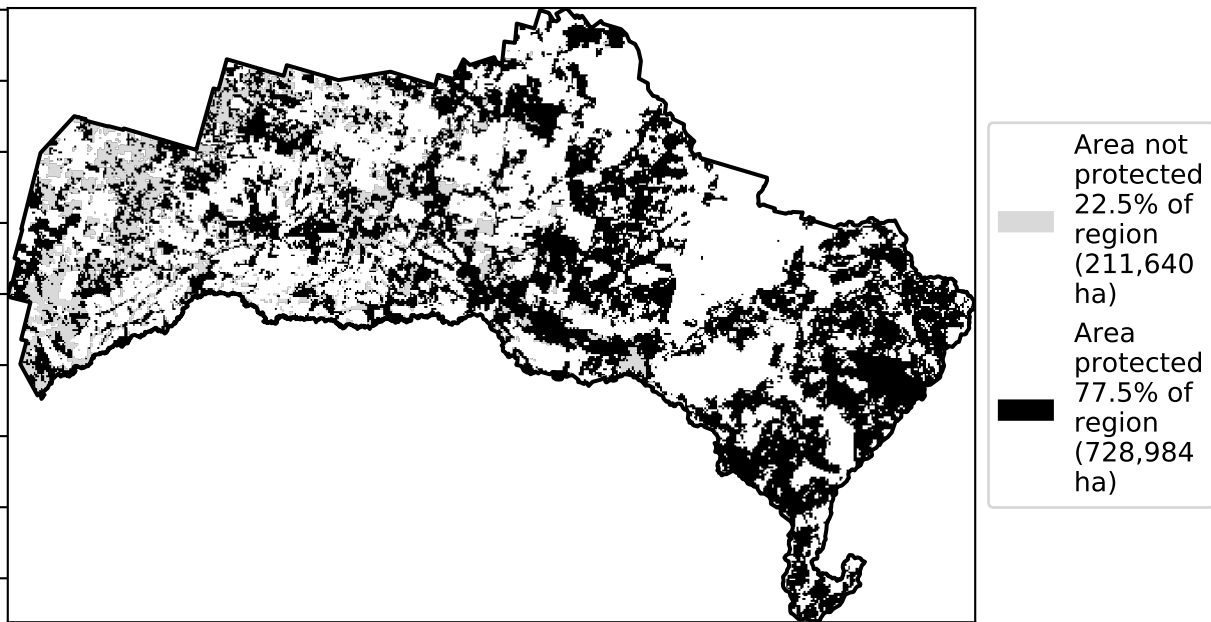 Area not
protected
22.5% of
region
(211,640
ha)
Area
protected
77.5% of
region
(728,984
ha)